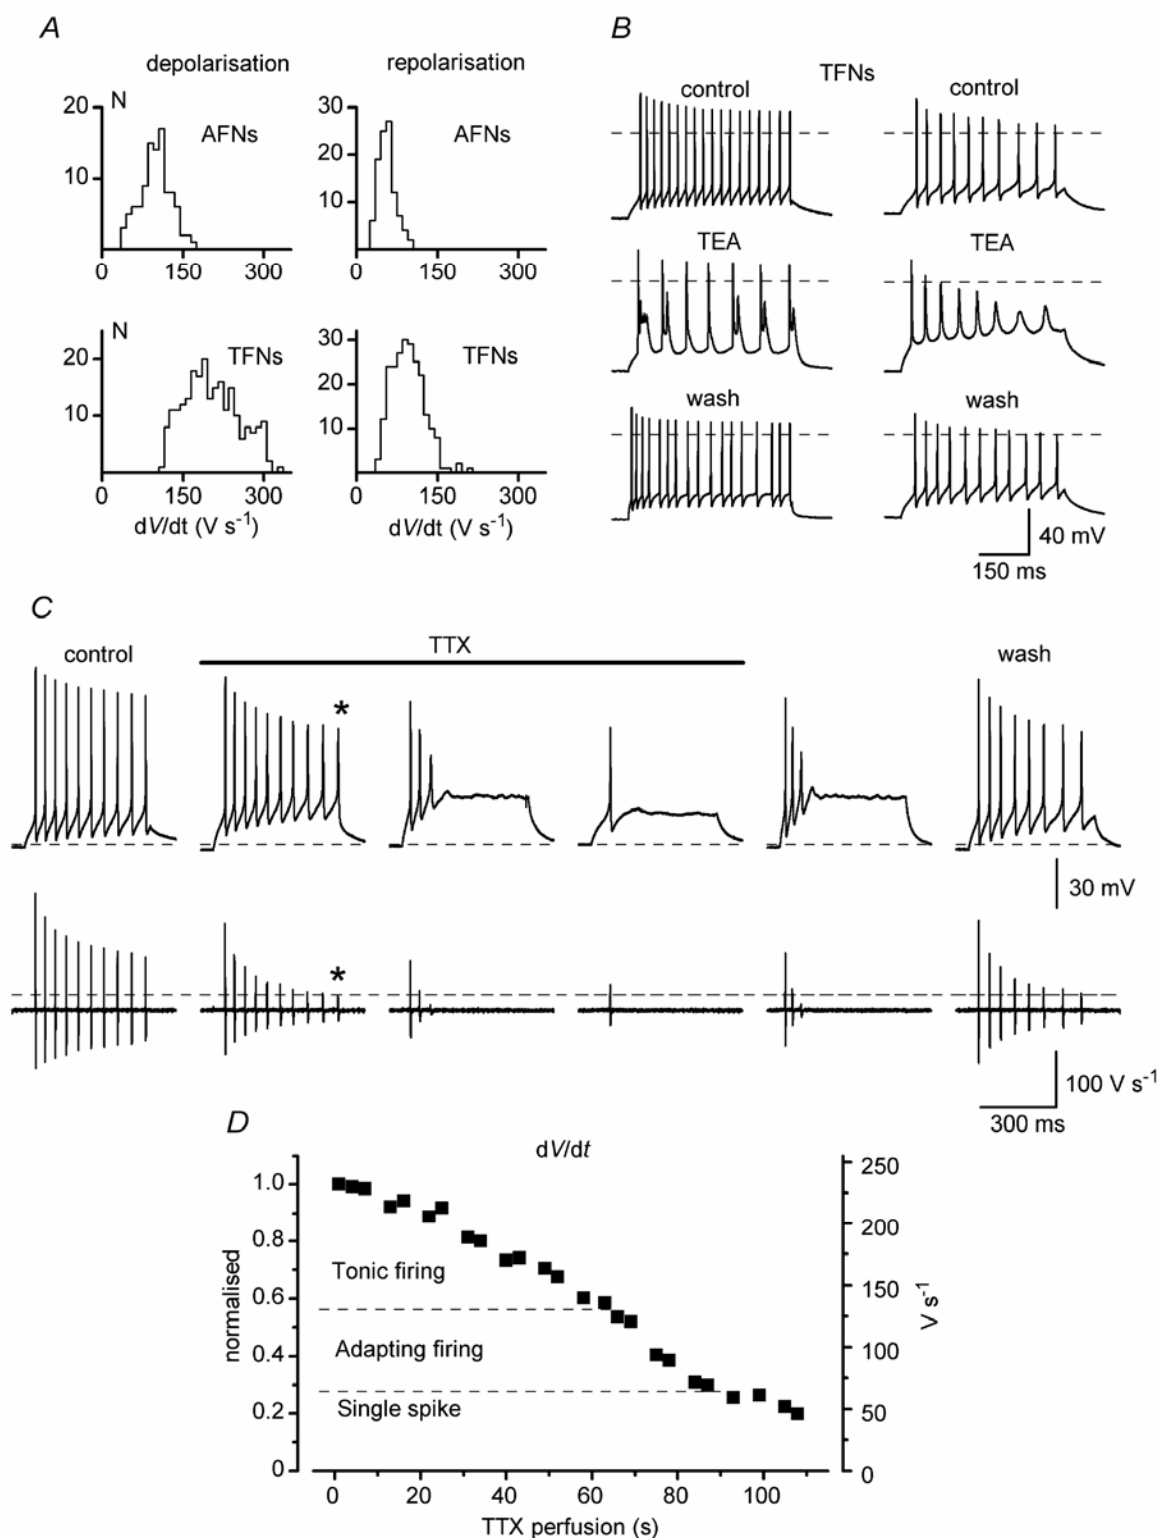 A
depolarisation
repolarisation
20
N
AFNs
10
0
150
300
30
AFNs
20
10
0
150
300
N
TFNs
20
10
0
150
300
dV/dt (V s⁻¹)
30
TFNs
20
10
0
150
300
dV/dt (V s⁻¹)
B
TFNs
control
control
TEA
TEA
wash
wash
40 mV
150 ms
C
control
TTX
wash
*
30 mV
*
100 V s⁻¹
300 ms
D
dV/dt
1.0
0.8
0.6
0.4
0.2
0
normalised
Tonic firing
Adapting firing
Single spike
250
200
150
100
50
0
V s⁻¹
0
20
40
60
80
100
TTX perfusion (s)